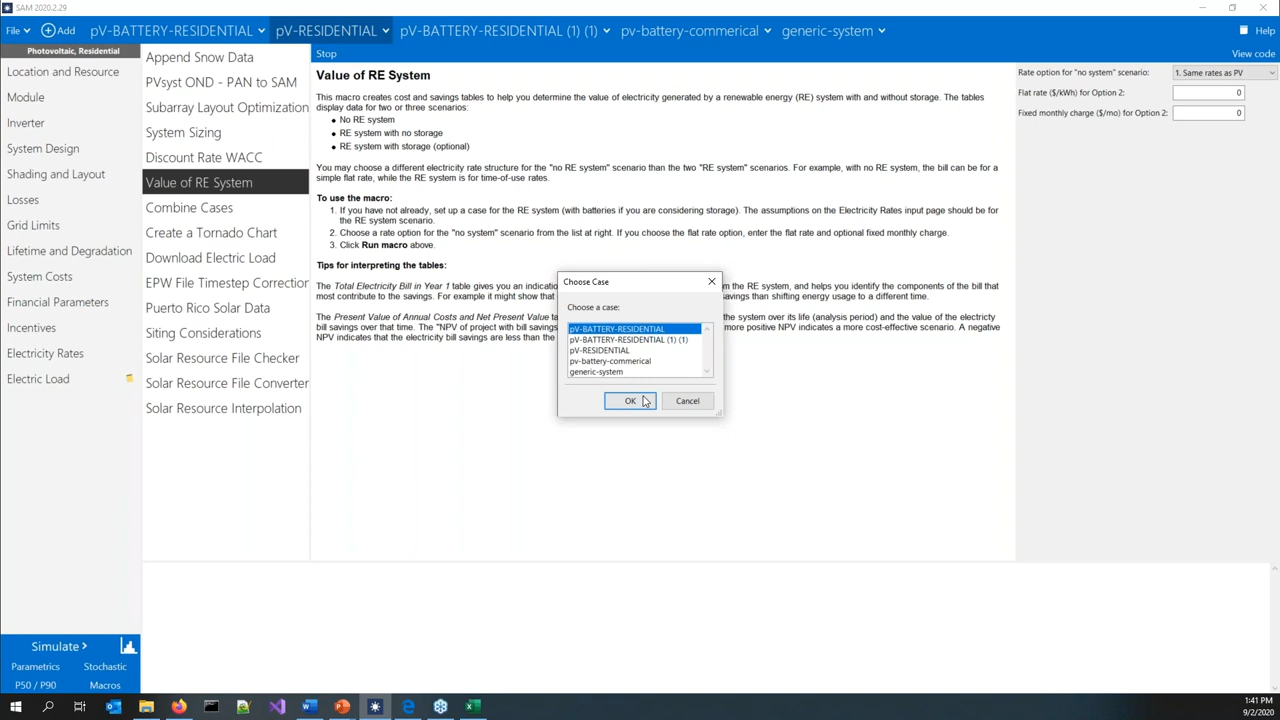 SAM 2020.2.29
File
Add
pV-BATTERY-RESIDENTIAL
pV-RESIDENTIAL
pV-BATTERY-RESIDENTIAL (1) (1)
pv-battery-commerical
generic-system
Help
Photovoltaic, Residential
Location and Resource
Module
Inverter
System Design
Shading and Layout
Losses
Grid Limits
Lifetime and Degradation
System Costs
Financial Parameters
Incentives
Electricity Rates
Electric Load
Simulate >
Parametrics
Stochastic
P50 / P90
Macros
Append Snow Data
PVsyst OND - PAN to SAM
Subarray Layout Optimization
System Sizing
Discount Rate WACC
Value of RE System
Combine Cases
Create a Tornado Chart
Download Electric Load
EPW File Timestep Correction
Puerto Rico Solar Data
Siting Considerations
Solar Resource File Checker
Solar Resource File Converter
Solar Resource Interpolation
Stop
View code
Value of RE System
This macro creates cost and savings tables to help you determine the value of electricity generated by a renewable energy (RE) system with and without storage. The tables
display data for two or three scenarios:
• No RE system
• RE system with no storage
• RE system with storage (optional)
You may choose a different electricity rate structure for the "no RE system" scenario than the two "RE system" scenarios. For example, with no RE system, the bill can be for a
simple flat rate, while the RE system is for time-of-use rates.
To use the macro:
1. If you have not already, set up a case for the RE system (with batteries if you are considering storage). The assumptions on the Electricity Rates input page should be for
the RE system scenario.
2. Choose a rate option for the "no system" scenario from the list at right. If you choose the flat rate option, enter the flat rate and optional fixed monthly charge.
3. Click Run macro above.
Tips for interpreting the tables:
The Total Electricity Bill in Year 1 table gives you an indicati
m the RE system, and helps you identify the components of the bill that
most contribute to the savings. For example it might show that
savings than shifting energy usage to a different time.
The Present Value of Annual Costs and Net Present Value ta
the system over its life (analysis period) and the value of the electricty
bill savings over that time. The "NPV of project with bill savings
more positive NPV indicates a more cost-effective scenario. A negative
NPV indicates that the electricity bill savings are less than the
Choose Case
Choose a case:
pV-BATTERY-RESIDENTIAL
pV-BATTERY-RESIDENTIAL (1) (1)
pV-RESIDENTIAL
pv-battery-commerical
generic-system
OK
Cancel
Rate option for "no system" scenario:
1. Same rates as PV
Flat rate ($/kWh) for Option 2:
0
Fixed monthly charge ($/mo) for Option 2:
0
1:41 PM
9/2/2020